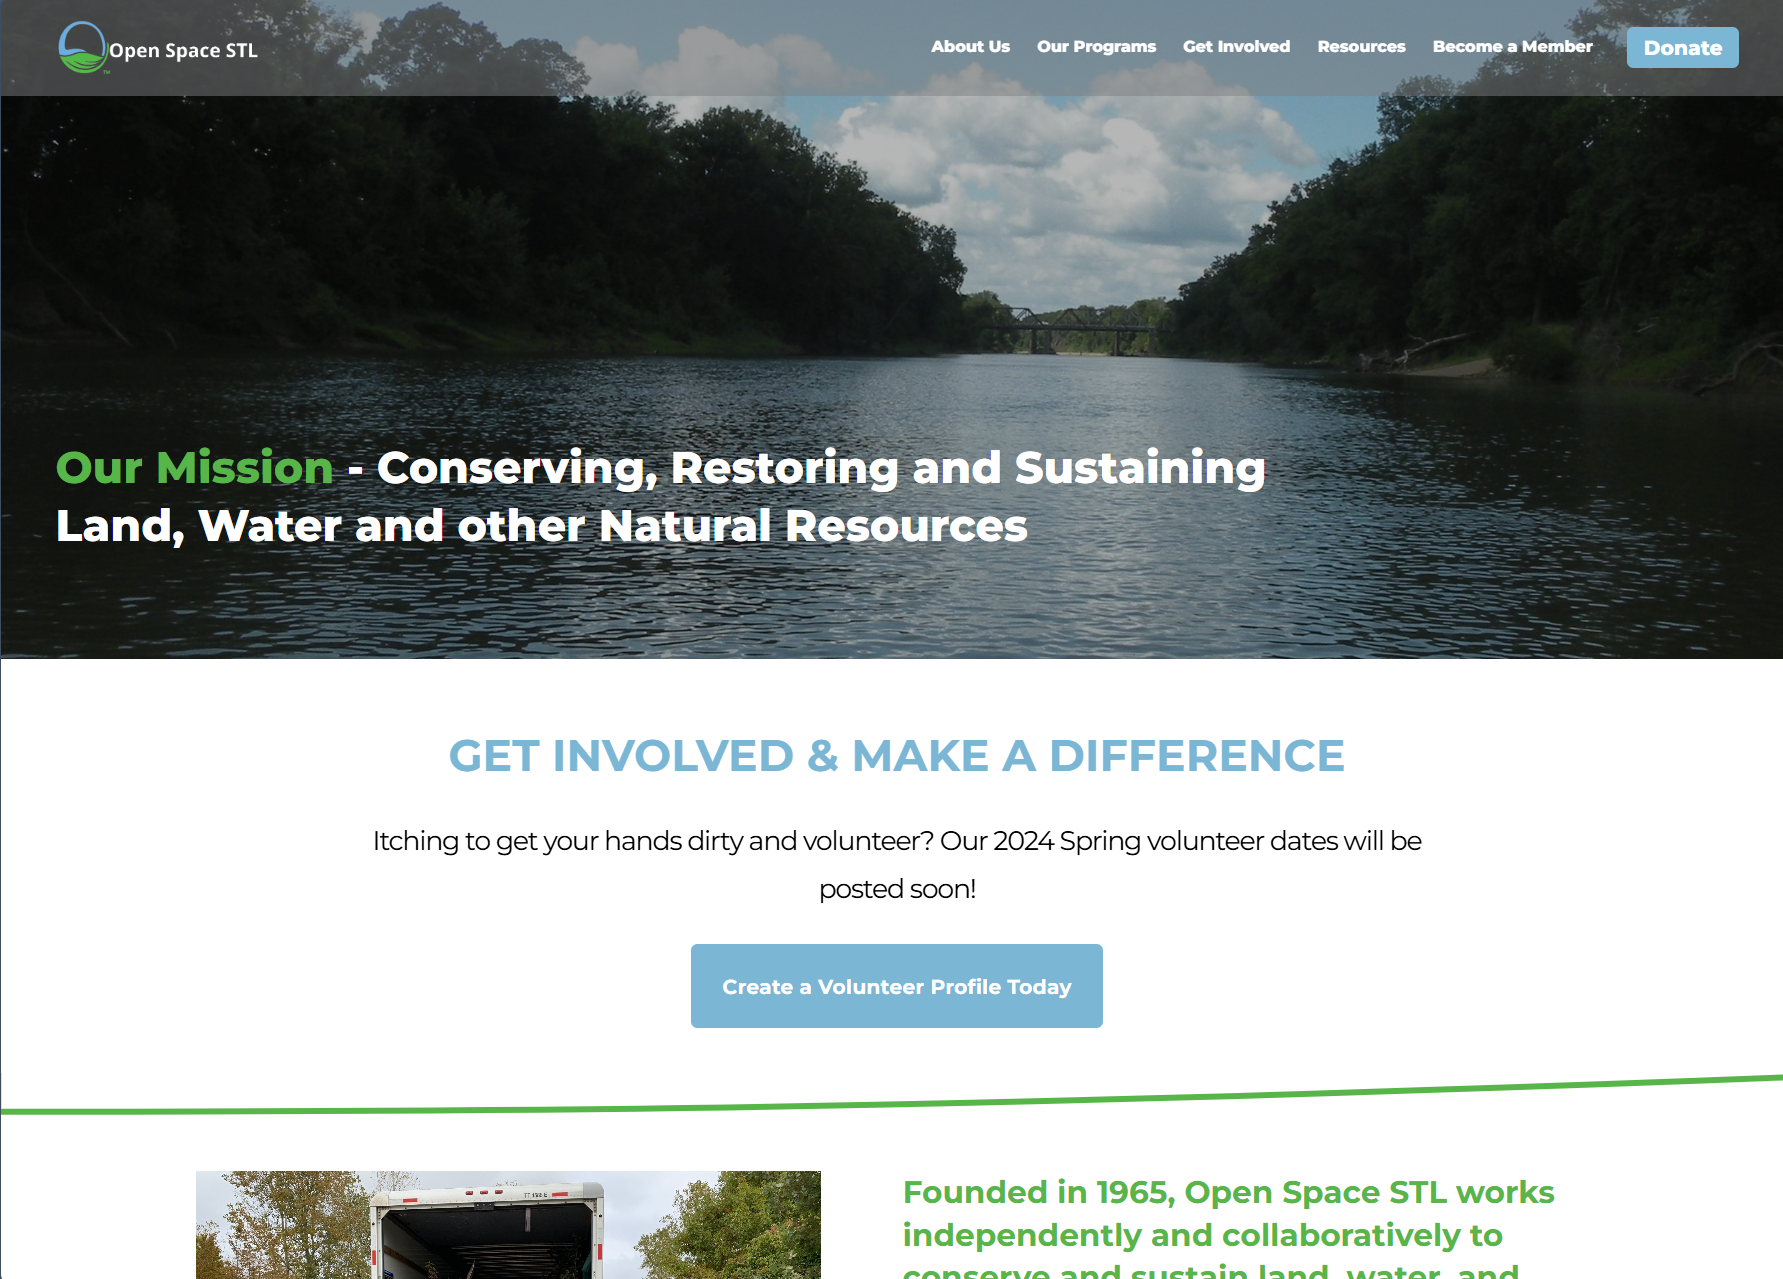 Open Space STL
TM
About Us
Our Programs
Get Involved
Resources
Become a Member
Donate
Our Mission - Conserving, Restoring and Sustaining
Land, Water and other Natural Resources
GET INVOLVED & MAKE A DIFFERENCE
Itching to get your hands dirty and volunteer? Our 2024 Spring volunteer dates will be
posted soon!
Create a Volunteer Profile Today
Founded in 1965, Open Space STL works
independently and collaboratively to
conserve and sustain land, water, and